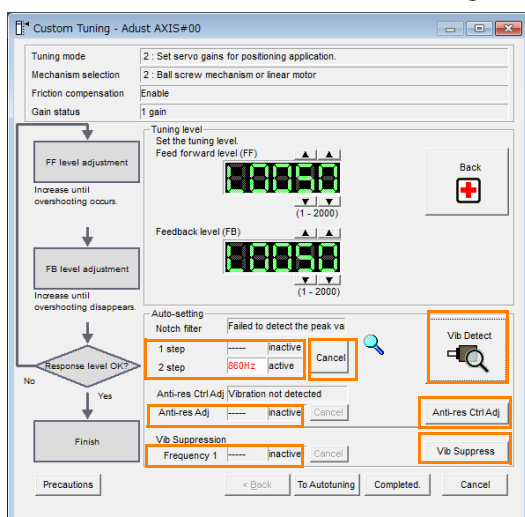 Custom Tuning - Adust AXIS#00
Tuning mode
2 : Set servo gains for positioning application.
Mechanism selection
2 : Ball screw mechanism or linear motor
Friction compensation
Enable
Gain status
1 gain
FF level adjustment
Increase until
overshooting occurs.
FB level adjustment
Increase until
overshooting disappears.
Response level OK?
No
Yes
Finish
Tuning level
Set the tuning level.
Feed forward level (FF)
L0050
(1 - 2000)
Feedback level (FB)
L0050
(1 - 2000)
Back
Auto-setting
Notch filter
Failed to detect the peak va
1 step
-----
inactive
2 step
860Hz
active
Cancel
Vib Detect
Anti-res Ctrl Adj
Vibration not detected
Anti-res Adj
-----
inactive
Cancel
Anti-res Ctrl Adj
Vib Suppression
Frequency 1
-----
inactive
Cancel
Vib Suppress
Precautions
< Back
To Autotuning
Completed.
Cancel